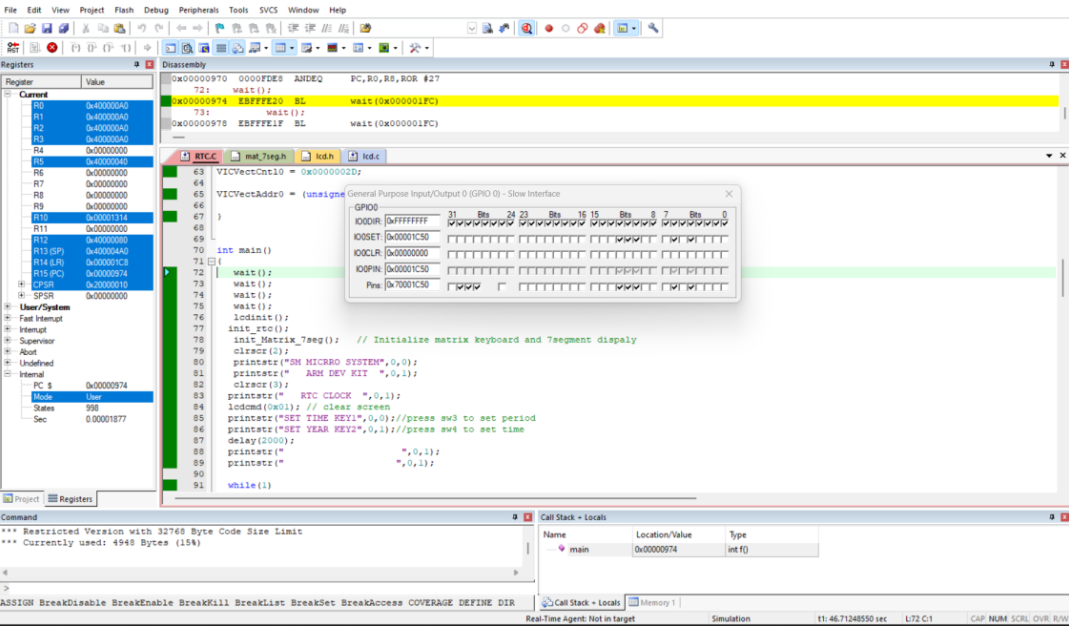 File Edit View Project Flash Debug Peripherals Tools SVCS Window Help
Registers
Register Value
Current
R0 0x400000A0
R1 0x400000A0
R2 0x400000A0
R3 0x400000A0
R4 0x00000000
R5 0x40000040
R6 0x00000000
R7 0x00000000
R8 0x00000000
R9 0x00000000
R10 0x00001314
R11 0x00000000
R12 0x40000080
R13 (SP) 0x400004A0
R14 (LR) 0x000001C8
R15 (PC) 0x00000974
CPSR 0x20000010
SPSR 0x00000000
User/System
Fast Interrupt
Interrupt
Supervisor
Abort
Undefined
Internal
PC $ 0x00000974
Mode User
States 998
Sec 0.00001877
Project Registers
Disassembly
0x00000970 0000FDE8 ANDEQ PC,R0,R8,ROR #27
72: wait();
0x00000974 EBFFFE20 BL wait(0x000001FC)
73: wait();
0x00000978 EBFFFE1F BL wait(0x000001FC)
RTC.C mat_7seg.h lcd.h lcd.c
63 VICVectCntl0 = 0x0000002D;
64
65 VICVectAddr0 = (unsigne
66
67 }
68
69
70 int main()
71 {
72 wait();
73 wait();
74 wait();
75 wait();
76 lcdinit();
77 init_rtc();
78 init_Matrix_7seg(); // Initialize matrix keyboard and 7segment dispaly
79 clrscr(2);
80 printstr("SM MICRRO SYSTEM",0,0);
81 printstr("   ARM DEV KIT  ",0,1);
82 clrscr(3);
83 printstr("   RTC CLOCK  ",0,1);
84 lcdcmd(0x01); // clear screen
85 printstr("SET TIME KEY1",0,0);//press sw3 to set period
86 printstr("SET YEAR KEY2",0,1);//press sw4 to set time
87 delay(2000);
88 printstr("                    ",0,1);
89 printstr("                   ",0,1);
90
91 while(1)
General Purpose Input/Output 0 (GPIO 0) - Slow Interface
GPIO0
31 Bits 24 23 Bits 16 15 Bits 8 7 Bits 0
IO0DIR: 0xFFFFFFFF
IO0SET: 0x00001C50
IO0CLR: 0x00000000
IO0PIN: 0x00001C50
Pins: 0x70001C50
Command
*** Restricted Version with 32768 Byte Code Size Limit
*** Currently used: 4948 Bytes (15%)
>
ASSIGN BreakDisable BreakEnable BreakKill BreakList BreakSet BreakAccess COVERAGE DEFINE DIR
Call Stack + Locals
Name Location/Value Type
main 0x00000974 int f()
Call Stack + Locals Memory 1
Real-Time Agent: Not in target Simulation t1: 46.71248550 sec L:72 C:1 CAP NUM SCRL OVR R/W